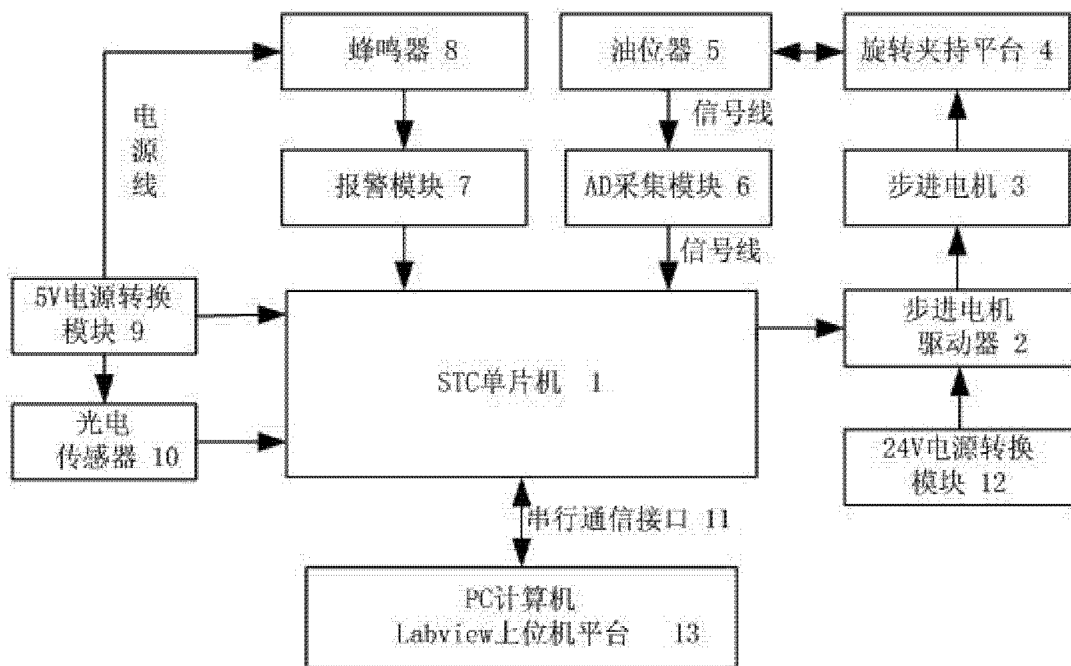 蜂鸣器 8
油位器 5
旋转夹持平台 4
电
源
线
信号线
报警模块 7
AD采集模块 6
步进电机 3
信号线
5V电源转换
模块 9
步进电机
驱动器 2
STC单片机 1
光电
传感器 10
24V电源转换
模块 12
串行通信接口 11
PC计算机
Labview上位机平台 13